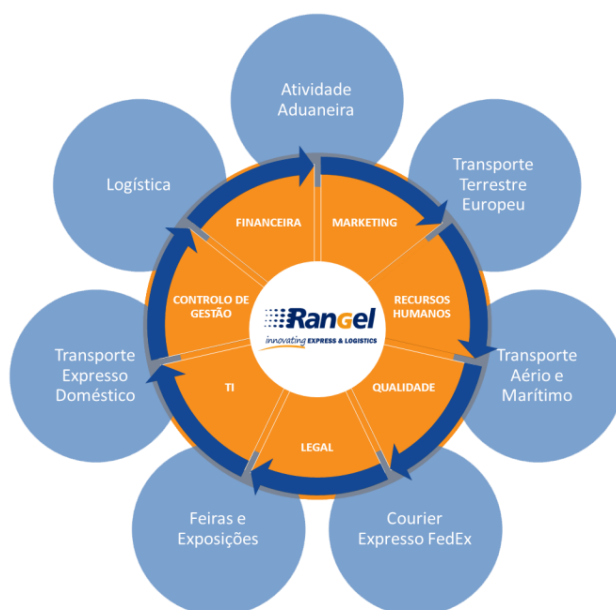 Atividade
Aduaneira
Transporte
Terrestre
Europeu
Transporte
Aério e
Marítimo
Courier
Expresso FedEx
Feiras e
Exposições
Transporte
Expresso
Doméstico
Logística
FINANCEIRA
MARKETING
RECURSOS
HUMANOS
QUALIDADE
LEGAL
TI
CONTROLO DE
GESTÃO
Rangel
innovating EXPRESS & LOGISTICS